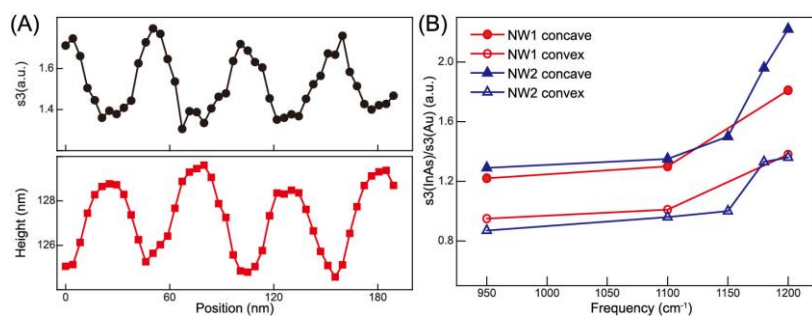 (A)
s3(a.u.)
1.6
1.4
Height (nm)
128
126
0
60
120
180
Position (nm)
(B)
NW1 concave
NW1 convex
NW2 concave
NW2 convex
s3(InAs)/s3(Au) (a.u.)
2.0
1.6
1.2
0.8
950
1000
1050
1100
1150
1200
Frequency (cm⁻¹)